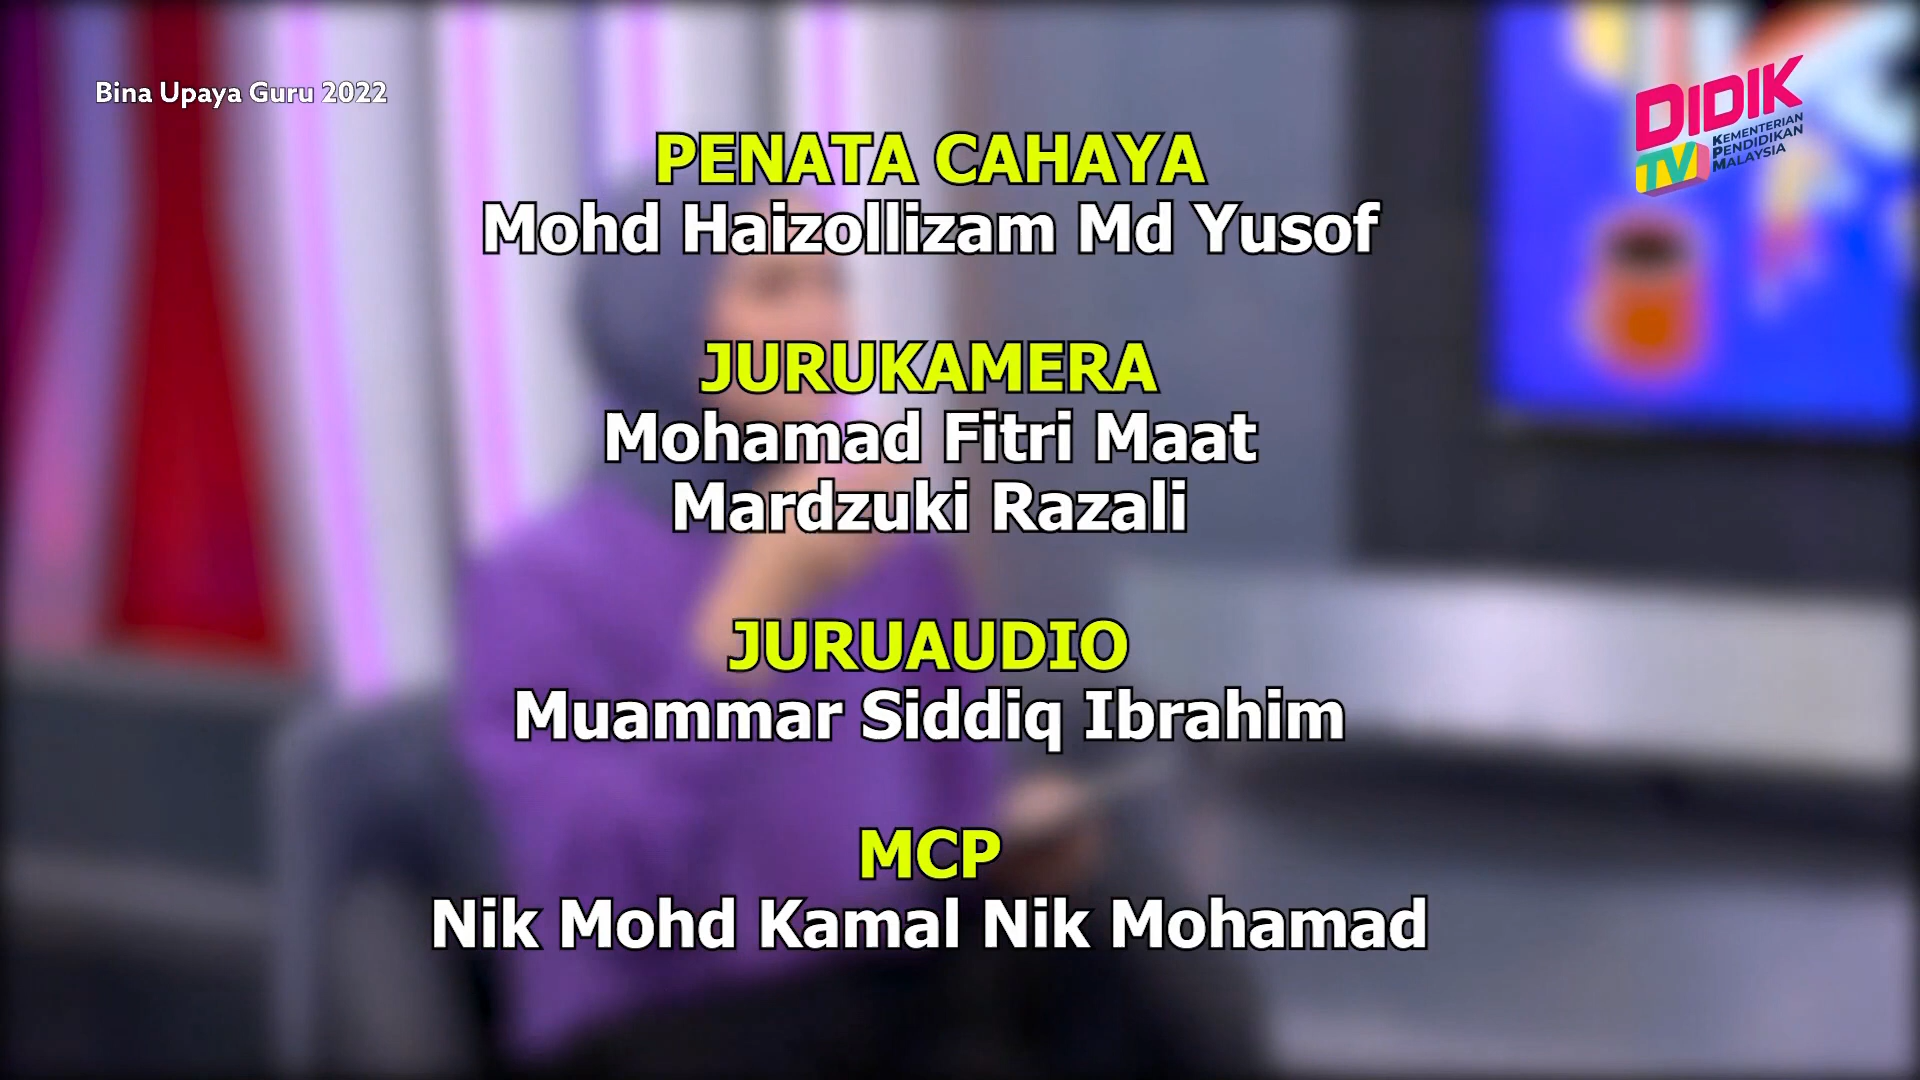 Bina Upaya Guru 2022
DIDIK
TV
KEMENTERIAN
PENDIDIKAN
MALAYSIA
PENATA CAHAYA
Mohd Haizollizam Md Yusof
JURUKAMERA
Mohamad Fitri Maat
Mardzuki Razali
JURUAUDIO
Muammar Siddiq Ibrahim
MCP
Nik Mohd Kamal Nik Mohamad